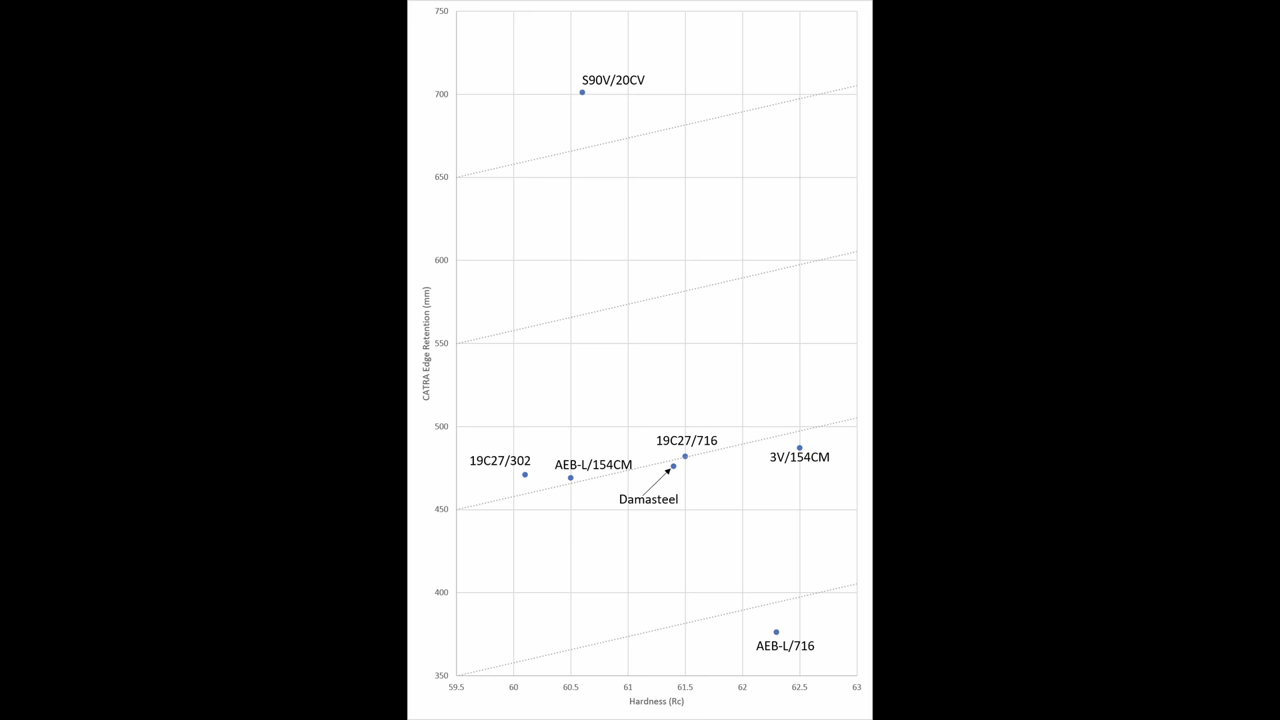 750
S90V/20CV
700
650
600
550
CATRA Edge Retention (mm)
500
19C27/716
19C27/302
AEB-L/154CM
3V/154CM
Damasteel
450
400
AEB-L/716
350
59.5 60 60.5 61 61.5 62 62.5 63
Hardness (Rc)